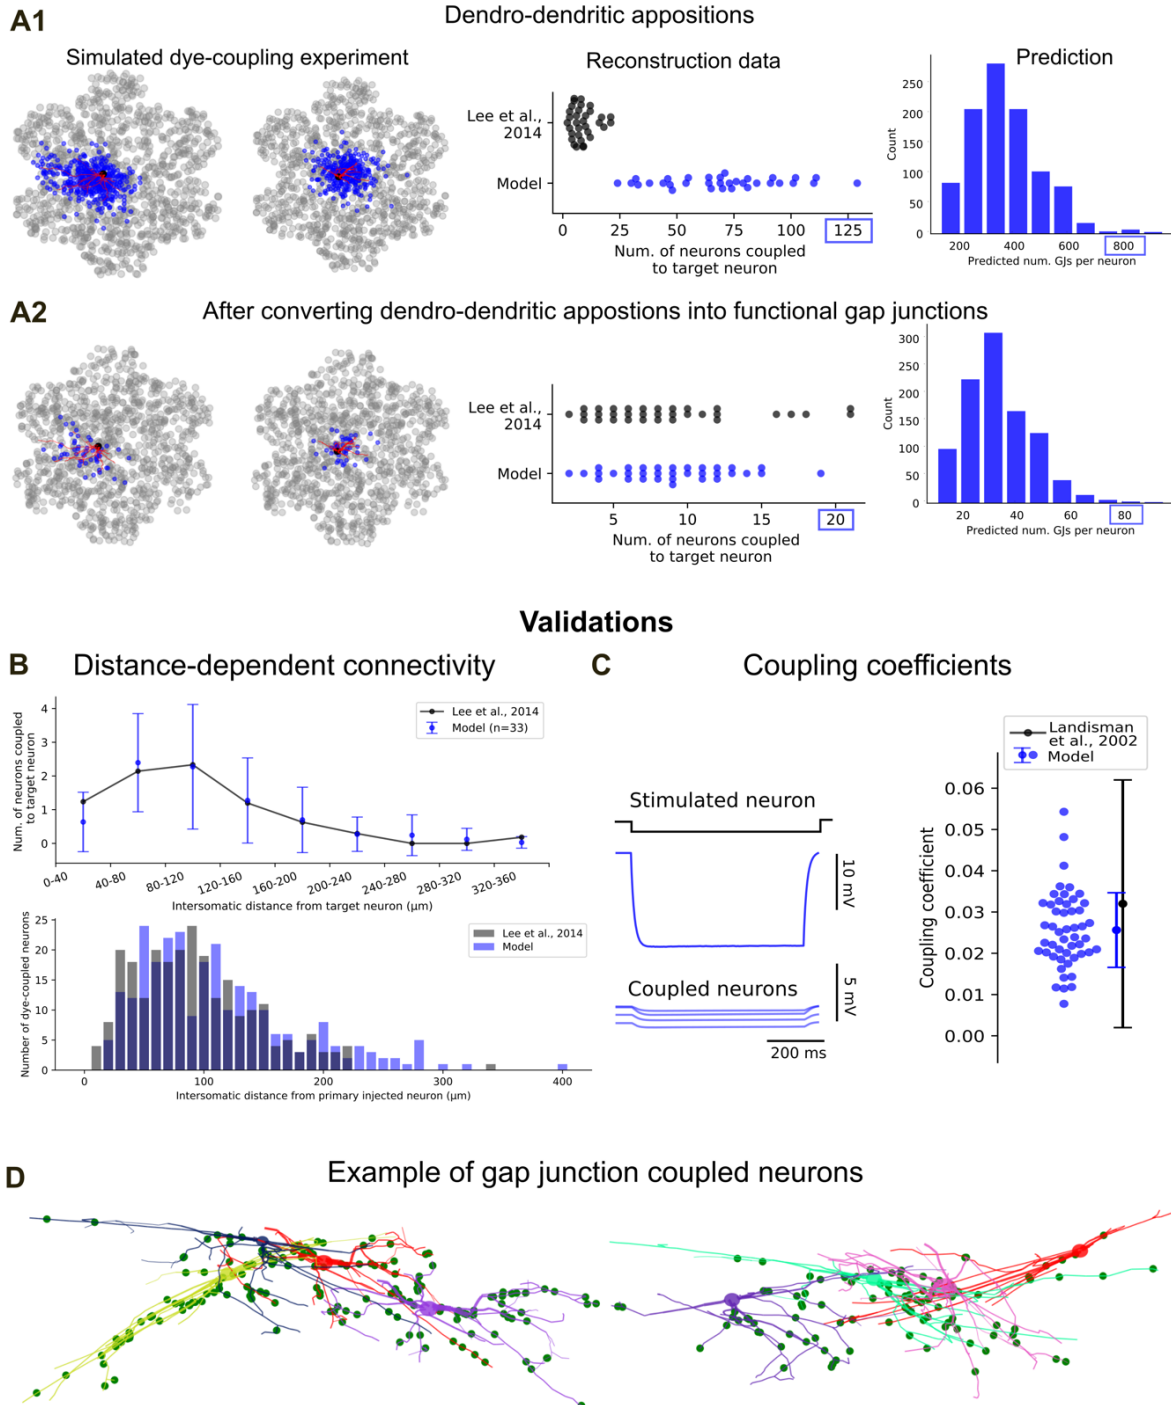 A1
Dendro-dendritic appositions
Simulated dye-coupling experiment
Reconstruction data
Prediction
Lee et al.,
2014
Model
0 25 50 75 100 125
Num. of neurons coupled
to target neuron
Count
250
200
150
100
50
0
200 400 600 800
Predicted num. GJs per neuron
A2
After converting dendro-dendritic appostions into functional gap junctions
Lee et al.,
2014
Model
5 10 15 20
Num. of neurons coupled
to target neuron
Count
300
250
200
150
100
50
0
20 40 60 80
Predicted num. GJs per neuron
Validations
B
Distance-dependent connectivity
Num. of neurons coupled
to target neuron
4
3
2
1
0
Lee et al., 2014
Model (n=33)
0-40 40-80 80-120 120-160 160-200 200-240 240-280 280-320 320-360
Intersomatic distance from target neuron (μm)
Number of dye-coupled neurons
25
20
15
10
5
0
Lee et al., 2014
Model
0 100 200 300 400
Intersomatic distance from primary injected neuron (μm)
C
Coupling coefficients
Stimulated neuron
10 mV
Coupled neurons
5 mV
200 ms
Landisman
et al., 2002
Model
Coupling coefficient
0.06
0.05
0.04
0.03
0.02
0.01
0.00
D
Example of gap junction coupled neurons